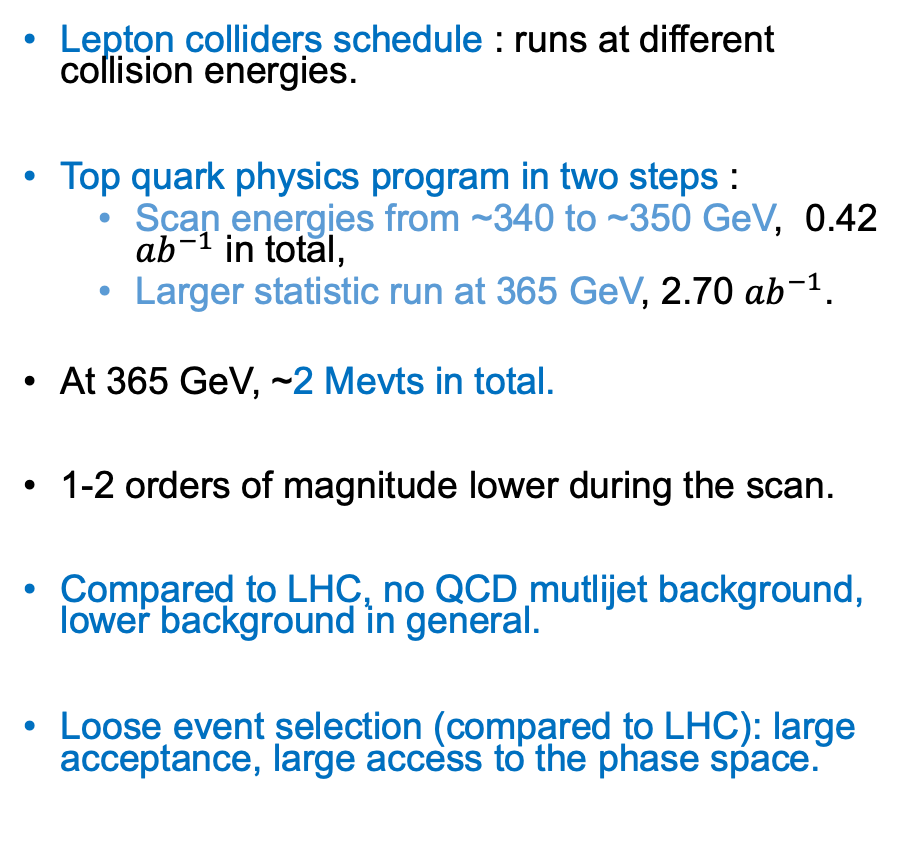 • Lepton colliders schedule : runs at different
collision energies.
• Top quark physics program in two steps :
• Scan energies from ~340 to ~350 GeV, 0.42
ab⁻¹ in total,
• Larger statistic run at 365 GeV, 2.70 ab⁻¹.
• At 365 GeV, ~2 Mevts in total.
• 1-2 orders of magnitude lower during the scan.
• Compared to LHC, no QCD mutlijet background,
lower background in general.
• Loose event selection (compared to LHC): large
acceptance, large access to the phase space.